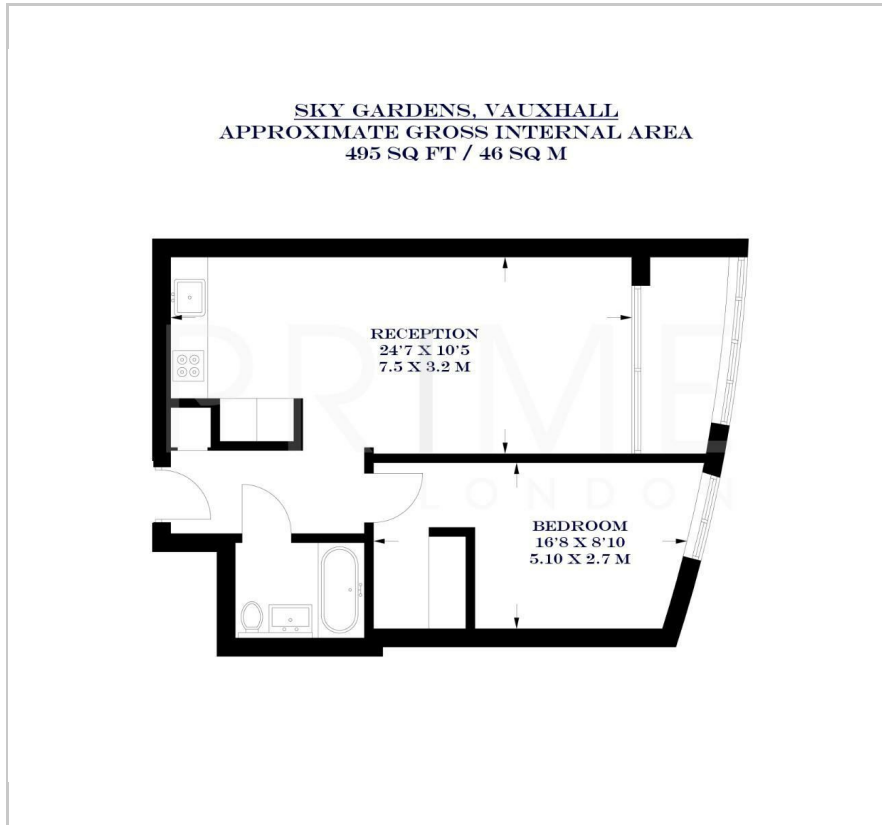 SKY GARDENS, VAUXHALL
APPROXIMATE GROSS INTERNAL AREA
495 SQ FT / 46 SQ M
RECEPTION
24'7 X 10'5
7.5 X 3.2 M
PRIME
LONDON
BEDROOM
16'8 X 8'10
5.10 X 2.7 M